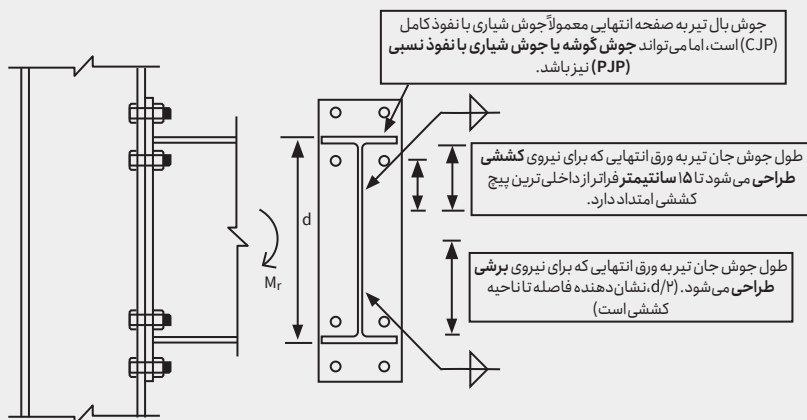 جوش بال تیر به صفحه انتهایی معمولاً جوش شیاری با نفوذ کامل
(CJP) است، اما می‌تواند جوش گوشه یا جوش شیاری با نفوذ نسبی
(PJP) نیز باشد.
طول جوش جان تیر به ورق انتهایی که برای نیروی کششی
طراحی می‌شود تا ۱۵ سانتیمتر فراتر از داخلی‌ترین پیچ
کششی امتداد دارد.
d
Mr
طول جوش جان تیر به ورق انتهایی که برای نیروی برشی
طراحی می‌شود. (d/۲، نشان‌دهنده فاصله تا ناحیه
کششی است)